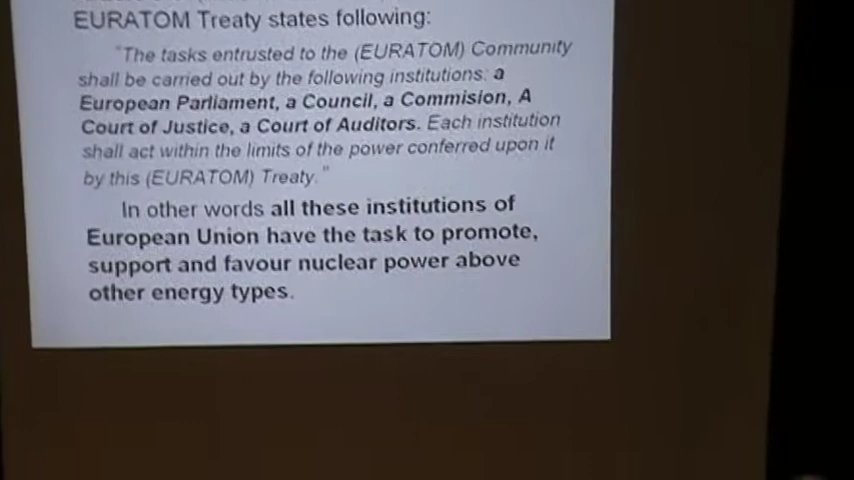 EURATOM Treaty states following:
"The tasks entrusted to the (EURATOM) Community
shall be carried out by the following institutions: a
European Parliament, a Council, a Commision, A
Court of Justice, a Court of Auditors. Each institution
shall act within the limits of the power conferred upon it
by this (EURATOM) Treaty."
In other words all these institutions of
European Union have the task to promote,
support and favour nuclear power above
other energy types.